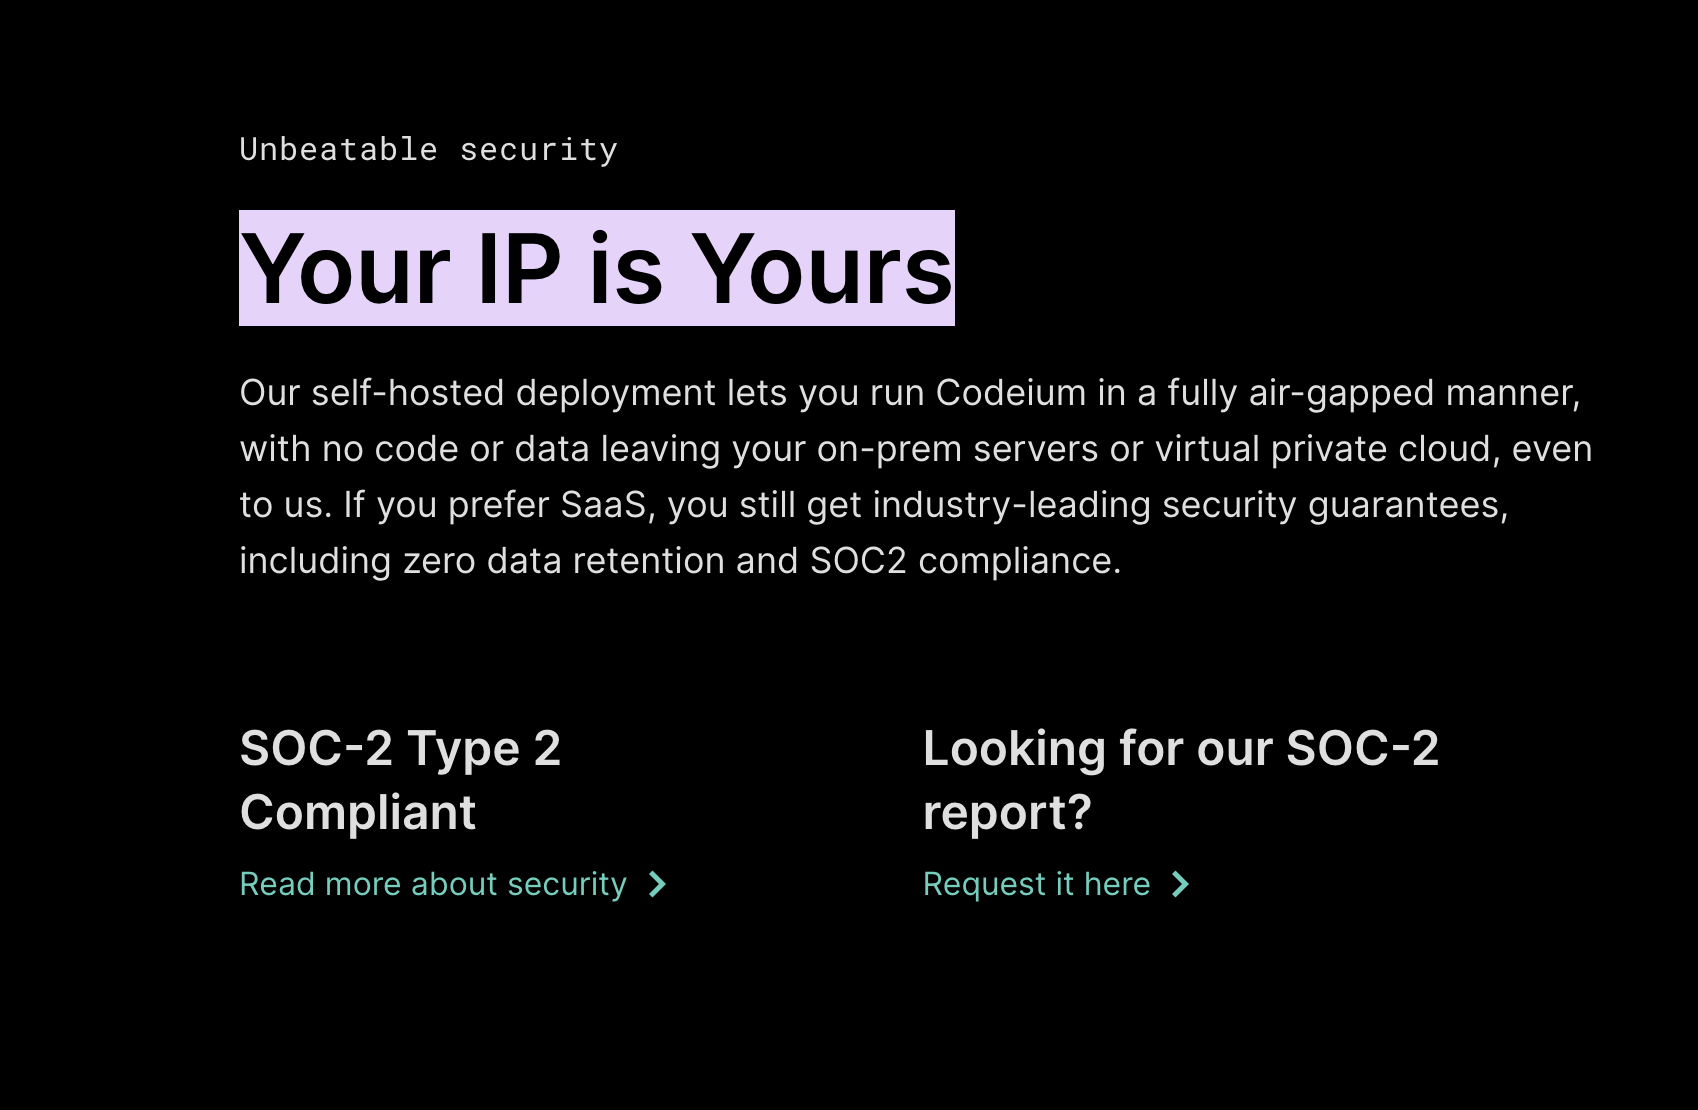 Unbeatable security
Your IP is Yours
Our self-hosted deployment lets you run Codeium in a fully air-gapped manner,
with no code or data leaving your on-prem servers or virtual private cloud, even
to us. If you prefer SaaS, you still get industry-leading security guarantees,
including zero data retention and SOC2 compliance.
SOC-2 Type 2
Compliant
Read more about security
Looking for our SOC-2
report?
Request it here